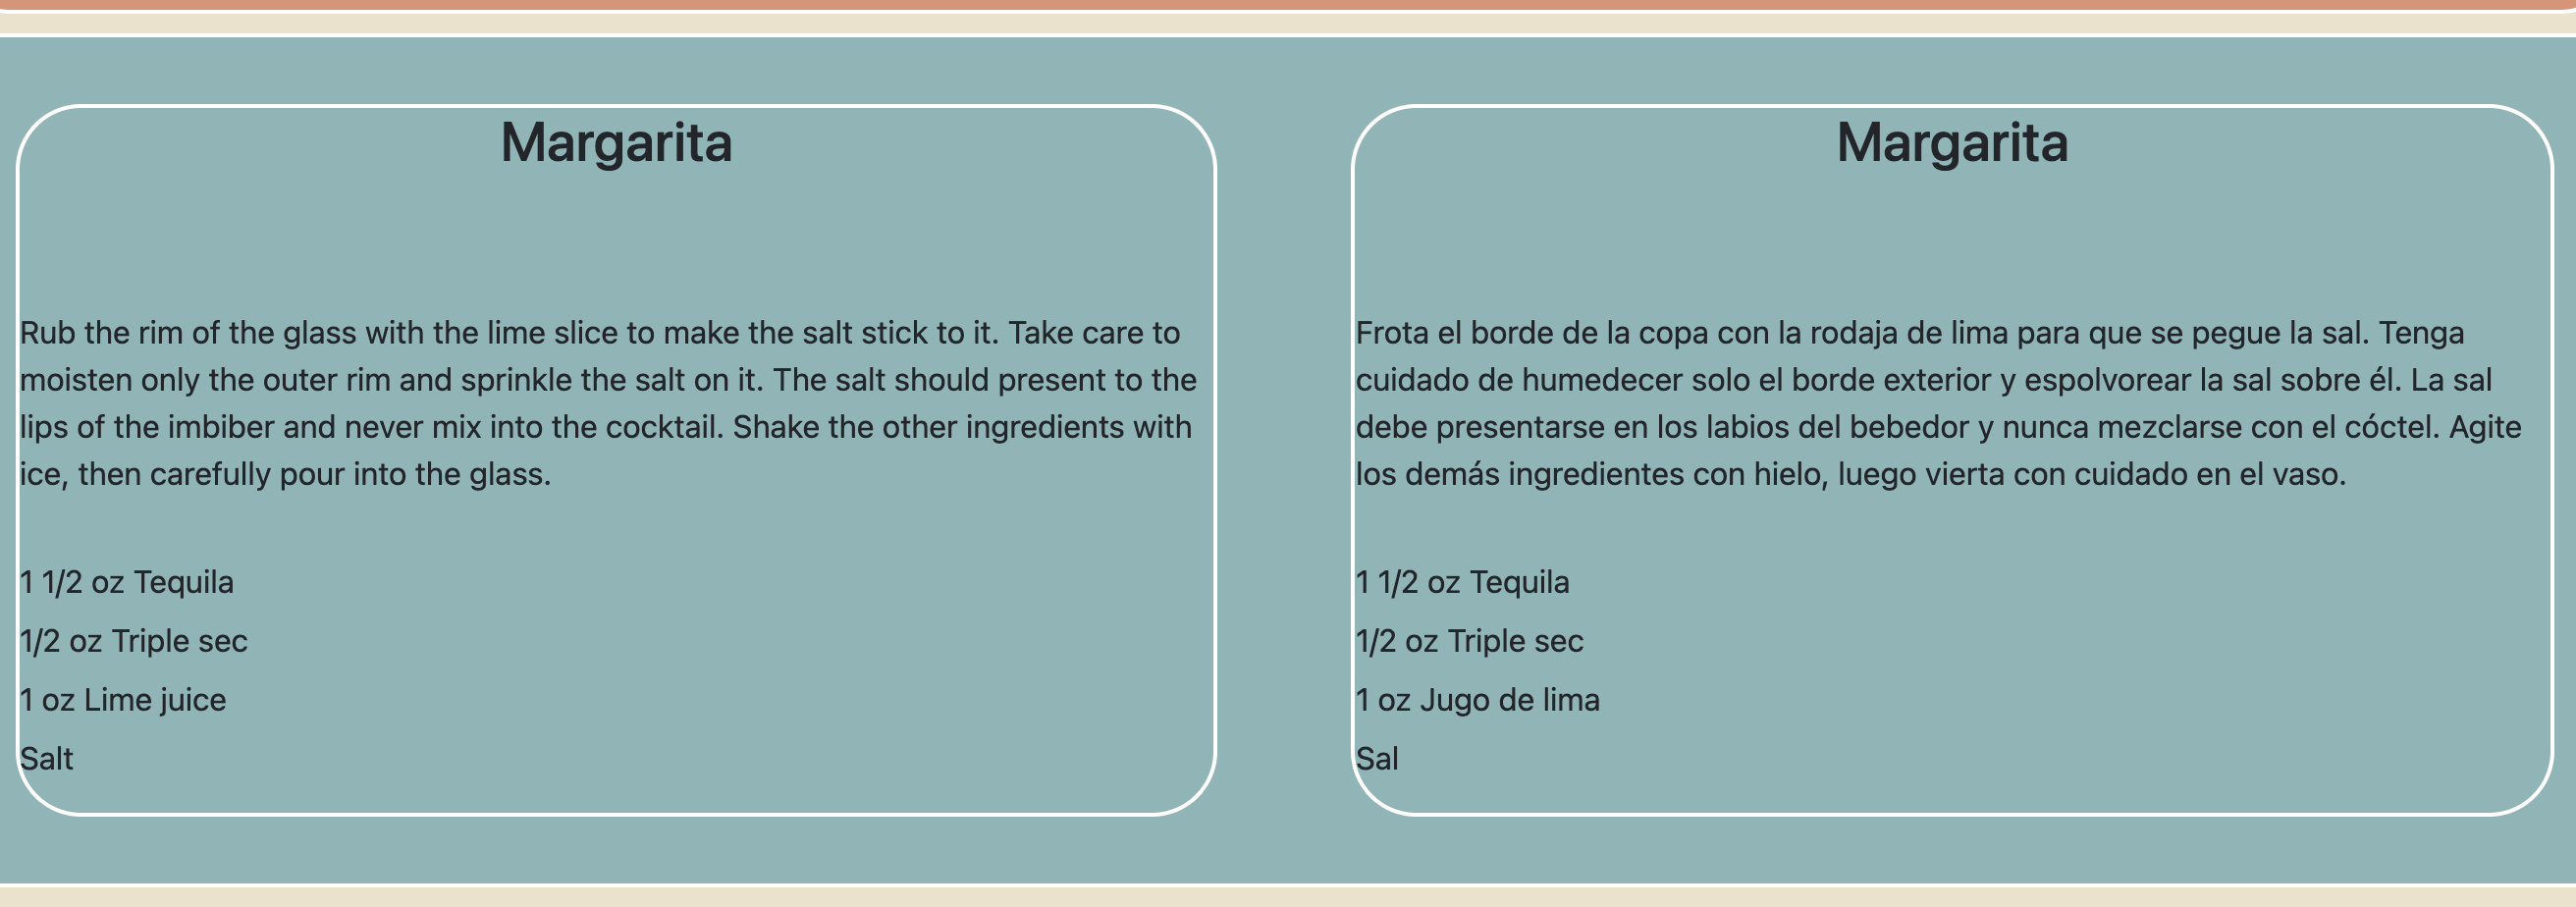 Margarita
Rub the rim of the glass with the lime slice to make the salt stick to it. Take care to
moisten only the outer rim and sprinkle the salt on it. The salt should present to the
lips of the imbiber and never mix into the cocktail. Shake the other ingredients with
ice, then carefully pour into the glass.
1 1/2 oz Tequila
1/2 oz Triple sec
1 oz Lime juice
Salt
Margarita
Frota el borde de la copa con la rodaja de lima para que se pegue la sal. Tenga
cuidado de humedecer solo el borde exterior y espolvorear la sal sobre él. La sal
debe presentarse en los labios del bebedor y nunca mezclarse con el cóctel. Agite
los demás ingredientes con hielo, luego vierta con cuidado en el vaso.
1 1/2 oz Tequila
1/2 oz Triple sec
1 oz Jugo de lima
Sal